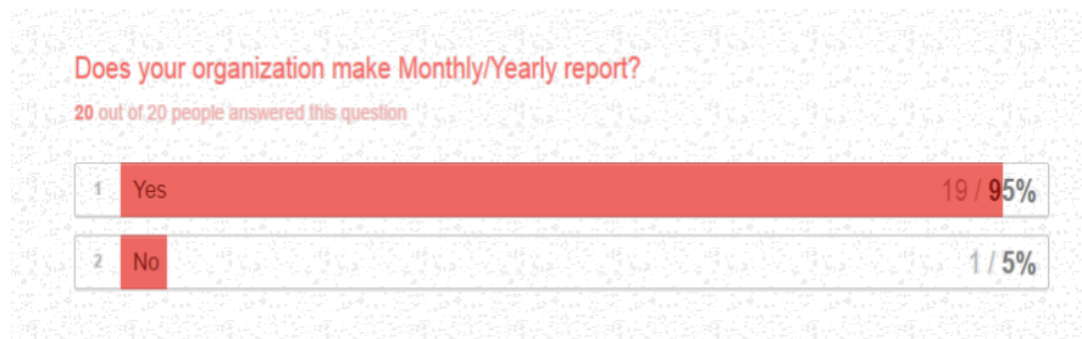 Does your organization make Monthly/Yearly report?
20 out of 20 people answered this question
1 Yes 19 / 95%
2 No 1 / 5%